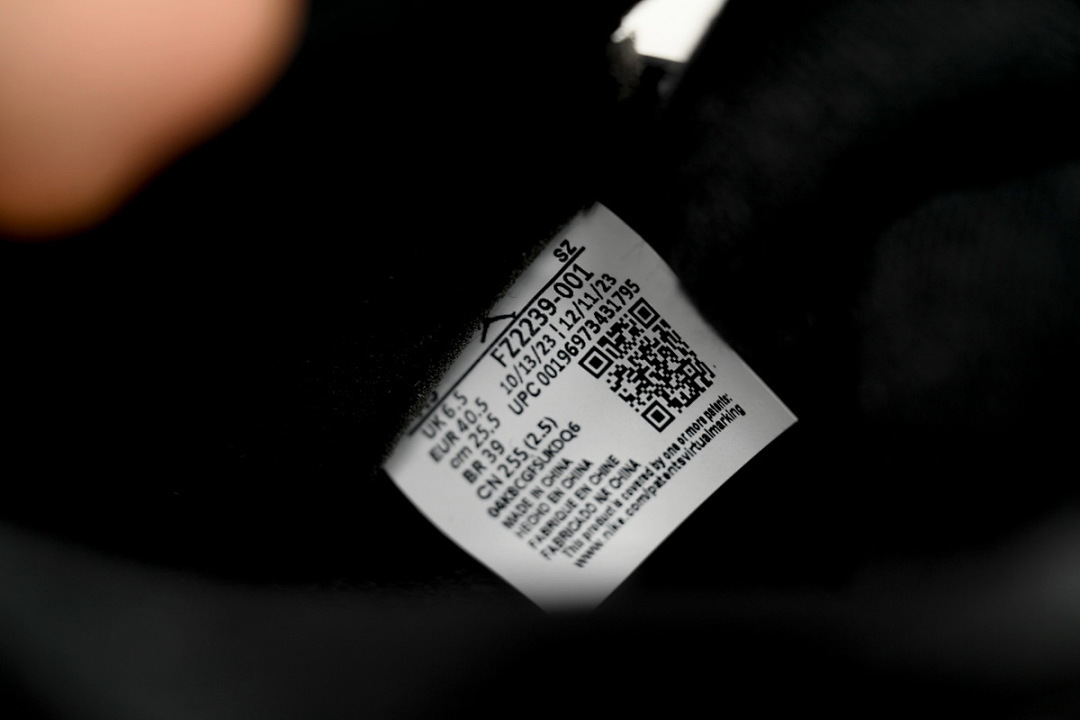 SZ
FZ2239-001
10/13/23 | 12/11/23
UPC 00196973431795
UK 6.5
EUR 40.5
cm 25.5
BR 39
CN 255 (2.5)
MADE IN CHINA
HECHO EN CHINA
FABRIQUE EN CHINE
FABRICADO NA CHINA
This product is covered by one or more patents:
www.nike.com/patentsvirtualmarking